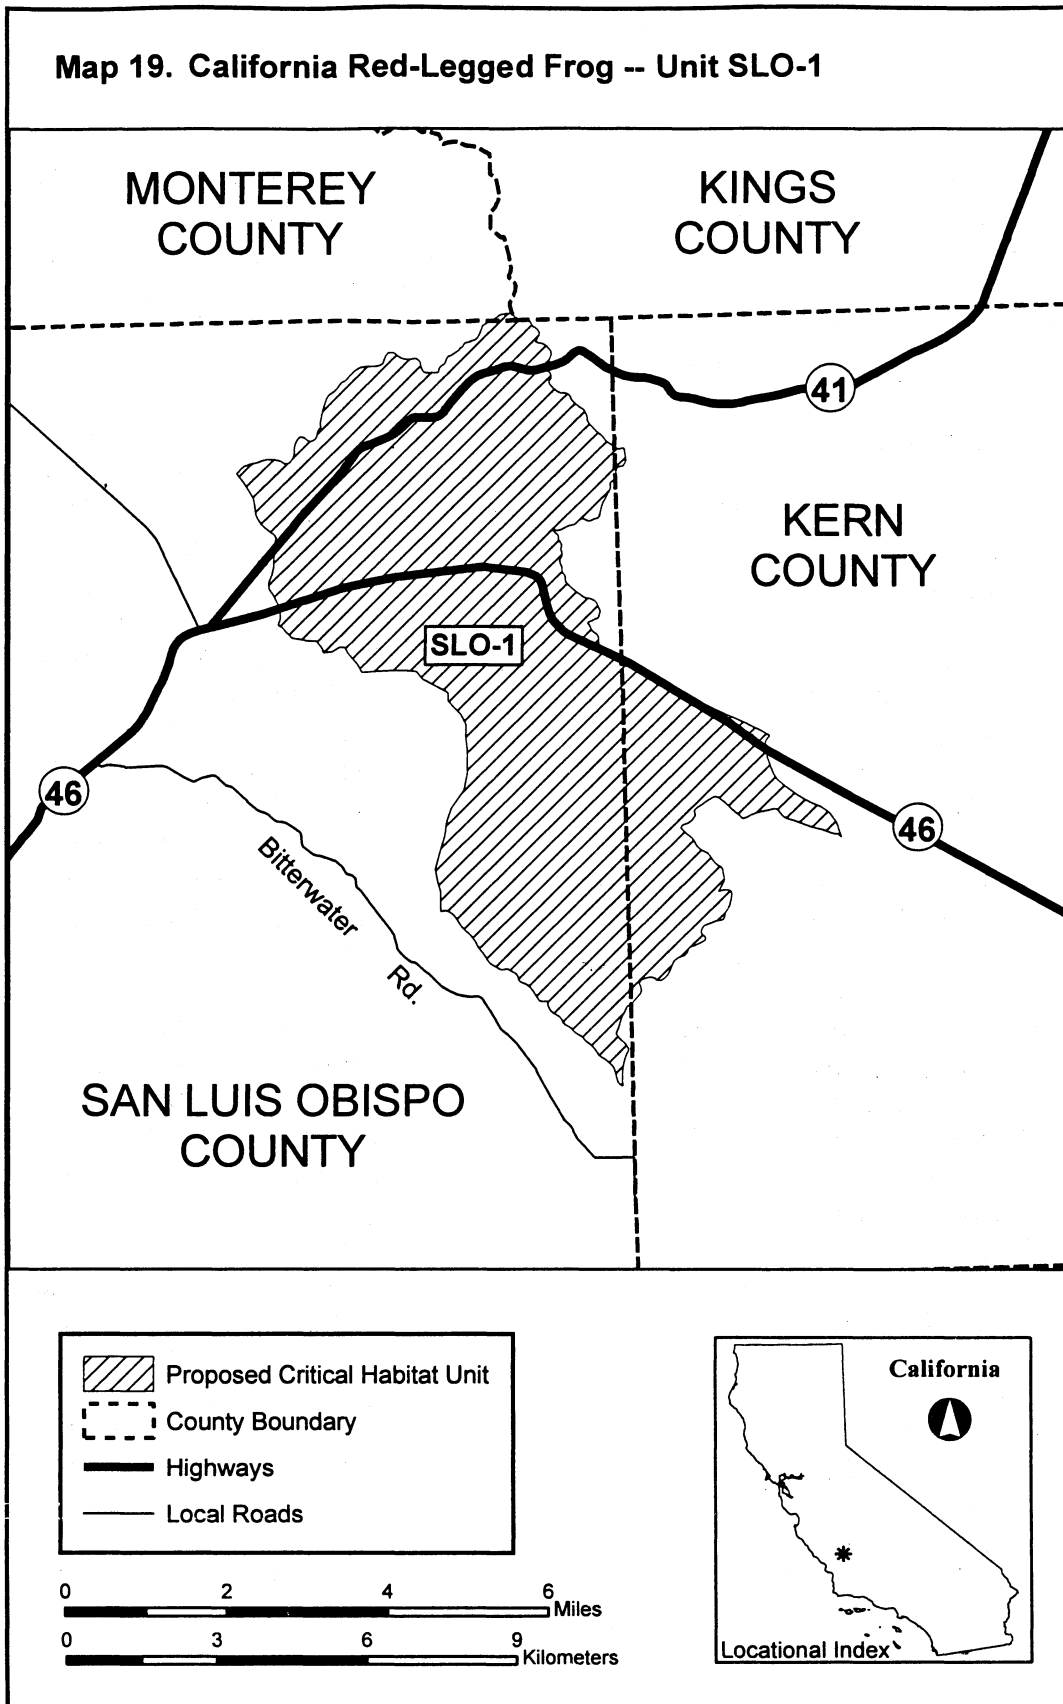 Map 19. California Red-Legged Frog -- Unit SLO-1
MONTEREY
COUNTY
KINGS
COUNTY
41
KERN
COUNTY
SLO-1
46
46
Bitterwater
Rd.
SAN LUIS OBISPO
COUNTY
Proposed Critical Habitat Unit
County Boundary
Highways
Local Roads
California
Locational Index
0 2 4 6
Miles
0 3 6 9
Kilometers